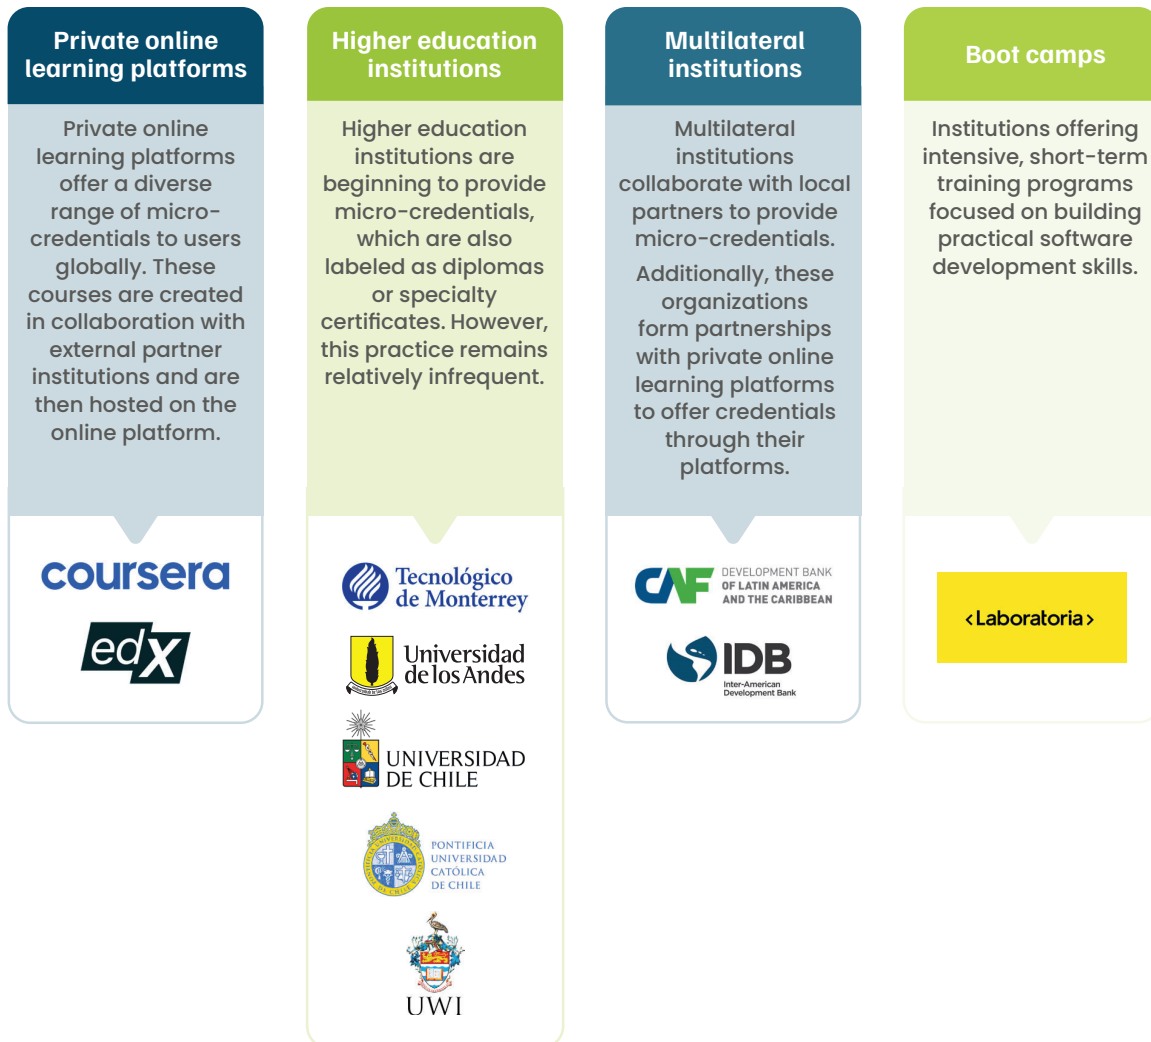 Private online
learning platforms
Private online
learning platforms
offer a diverse
range of micro-
credentials to users
globally. These
courses are created
in collaboration with
external partner
institutions and are
then hosted on the
online platform.
coursera
edX
Higher education
institutions
Higher education
institutions are
beginning to provide
micro-credentials,
which are also
labeled as diplomas
or specialty
certificates. However,
this practice remains
relatively infrequent.
Tecnológico
de Monterrey
Universidad
de los Andes
UNIVERSIDAD
DE CHILE
PONTIFICIA
UNIVERSIDAD
CATÓLICA
DE CHILE
UWI
Multilateral
institutions
Multilateral
institutions
collaborate with local
partners to provide
micro-credentials.
Additionally, these
organizations
form partnerships
with private online
learning platforms
to offer credentials
through their
platforms.
CAF
DEVELOPMENT BANK
OF LATIN AMERICA
AND THE CARIBBEAN
IDB
Inter-American
Development Bank
Boot camps
Institutions offering
intensive, short-term
training programs
focused on building
practical software
development skills.
<Laboratoria>